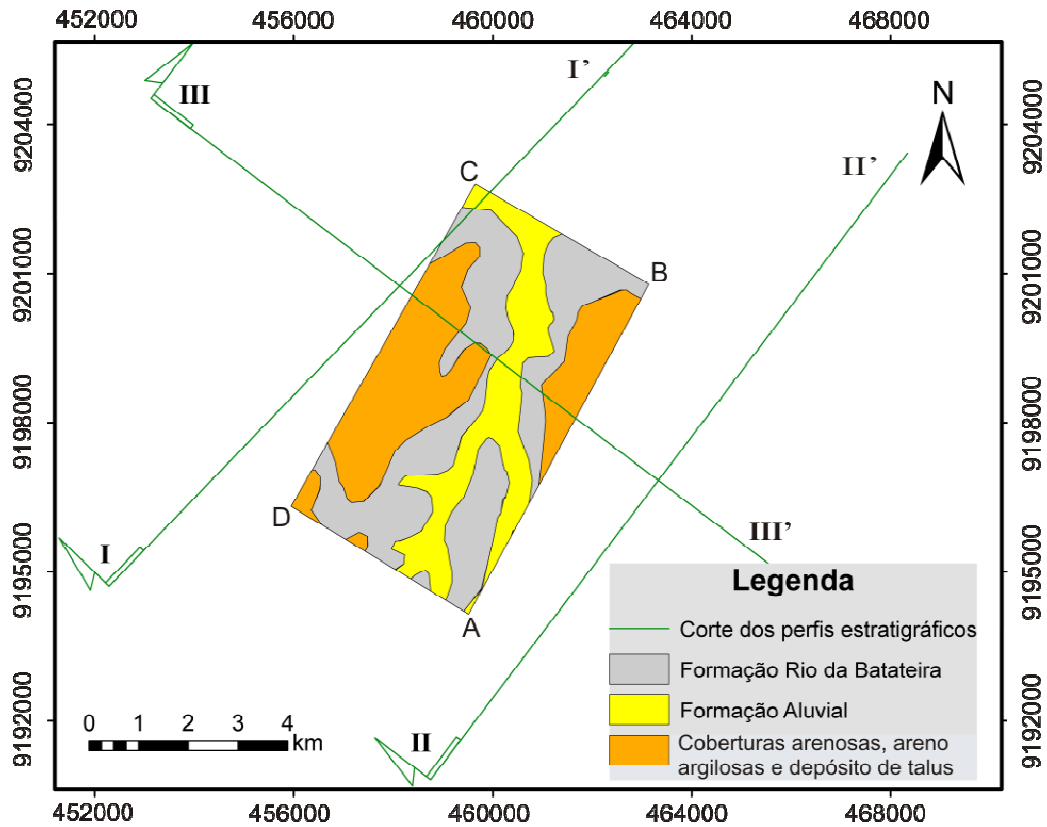 452000 456000 460000 464000 468000
I'
III
N
9204000
9204000
II'
C
B
9201000
9201000
9198000
9198000
D
III'
I
9195000
9195000
A
Legenda
Corte dos perfis estratigráficos
Formação Rio da Batateira
Formação Aluvial
Coberturas arenosas, areno
argilosas e depósito de talus
9192000
9192000
0 1 2 3 4
km
II
452000 456000 460000 464000 468000